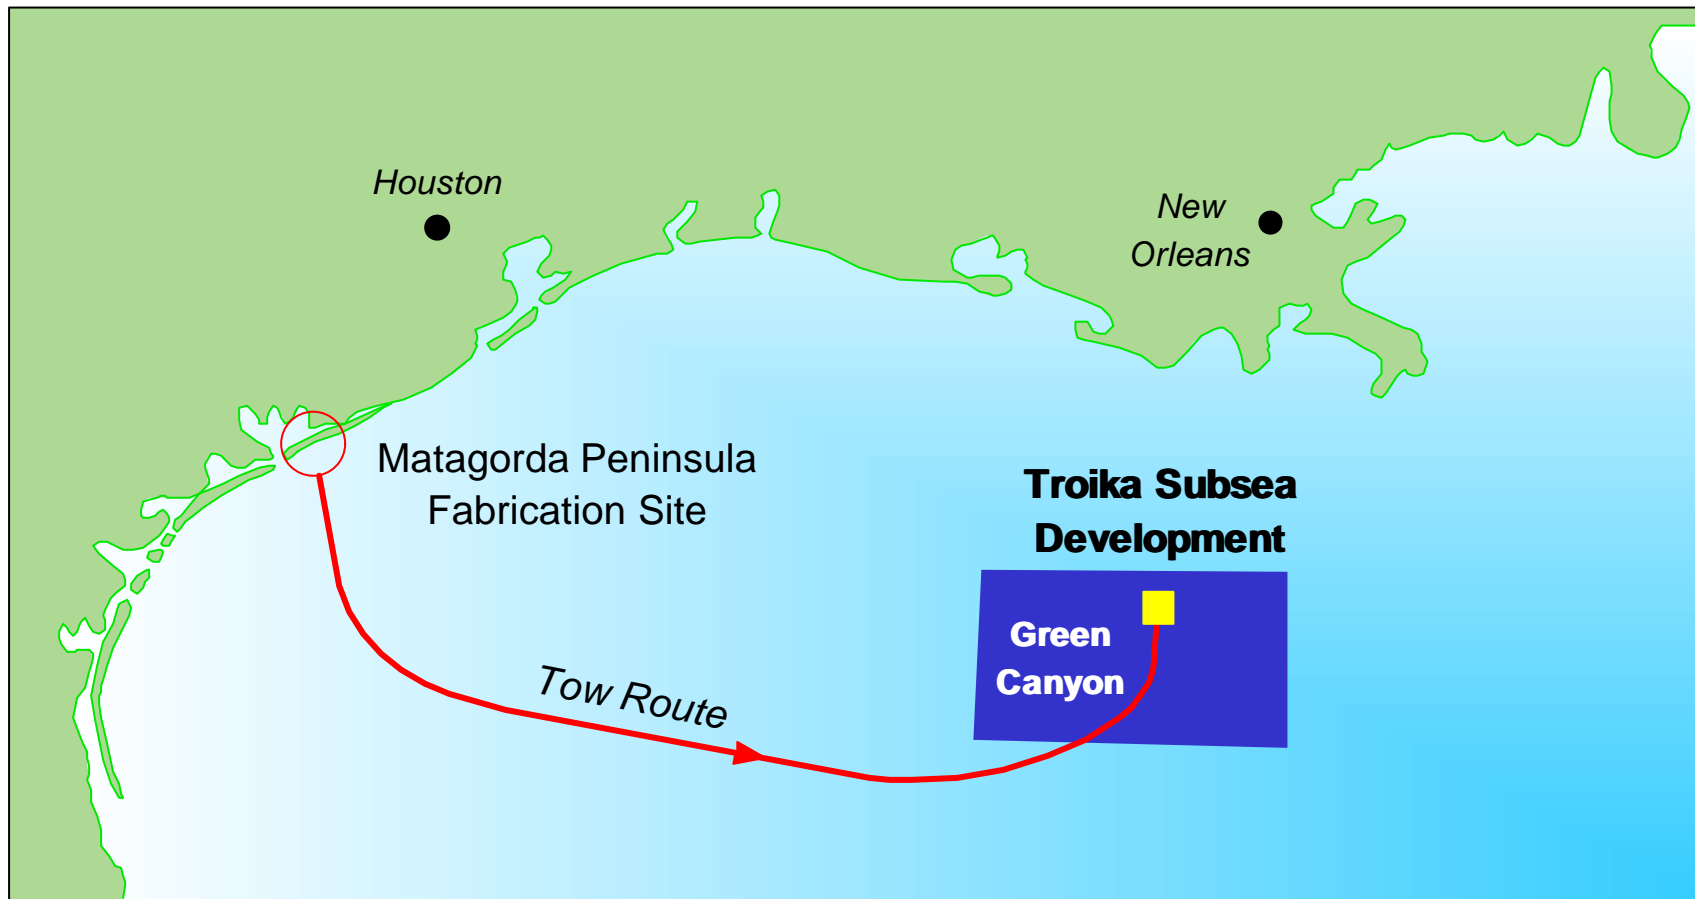 Houston
New
Orleans
Matagorda Peninsula
Fabrication Site
Troika Subsea
Development
Green
Canyon
Tow Route